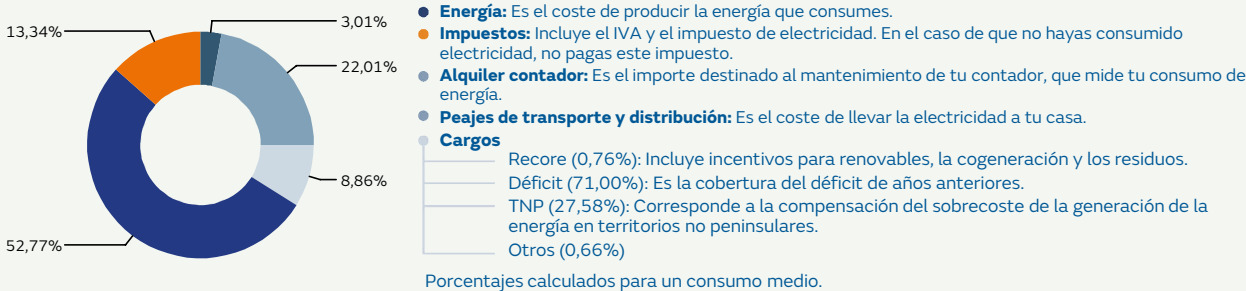 13,34%
3,01%
22,01%
8,86%
52,77%
Energía: Es el coste de producir la energía que consumes.
Impuestos: Incluye el IVA y el impuesto de electricidad. En el caso de que no hayas consumido
electricidad, no pagas este impuesto.
Alquiler contador: Es el importe destinado al mantenimiento de tu contador, que mide tu consumo de
energía.
Peajes de transporte y distribución: Es el coste de llevar la electricidad a tu casa.
Cargos
Recore (0,76%): Incluye incentivos para renovables, la cogeneración y los residuos.
Déficit (71,00%): Es la cobertura del déficit de años anteriores.
TNP (27,58%): Corresponde a la compensación del sobrecoste de la generación de la
energía en territorios no peninsulares.
Otros (0,66%)
Porcentajes calculados para un consumo medio.